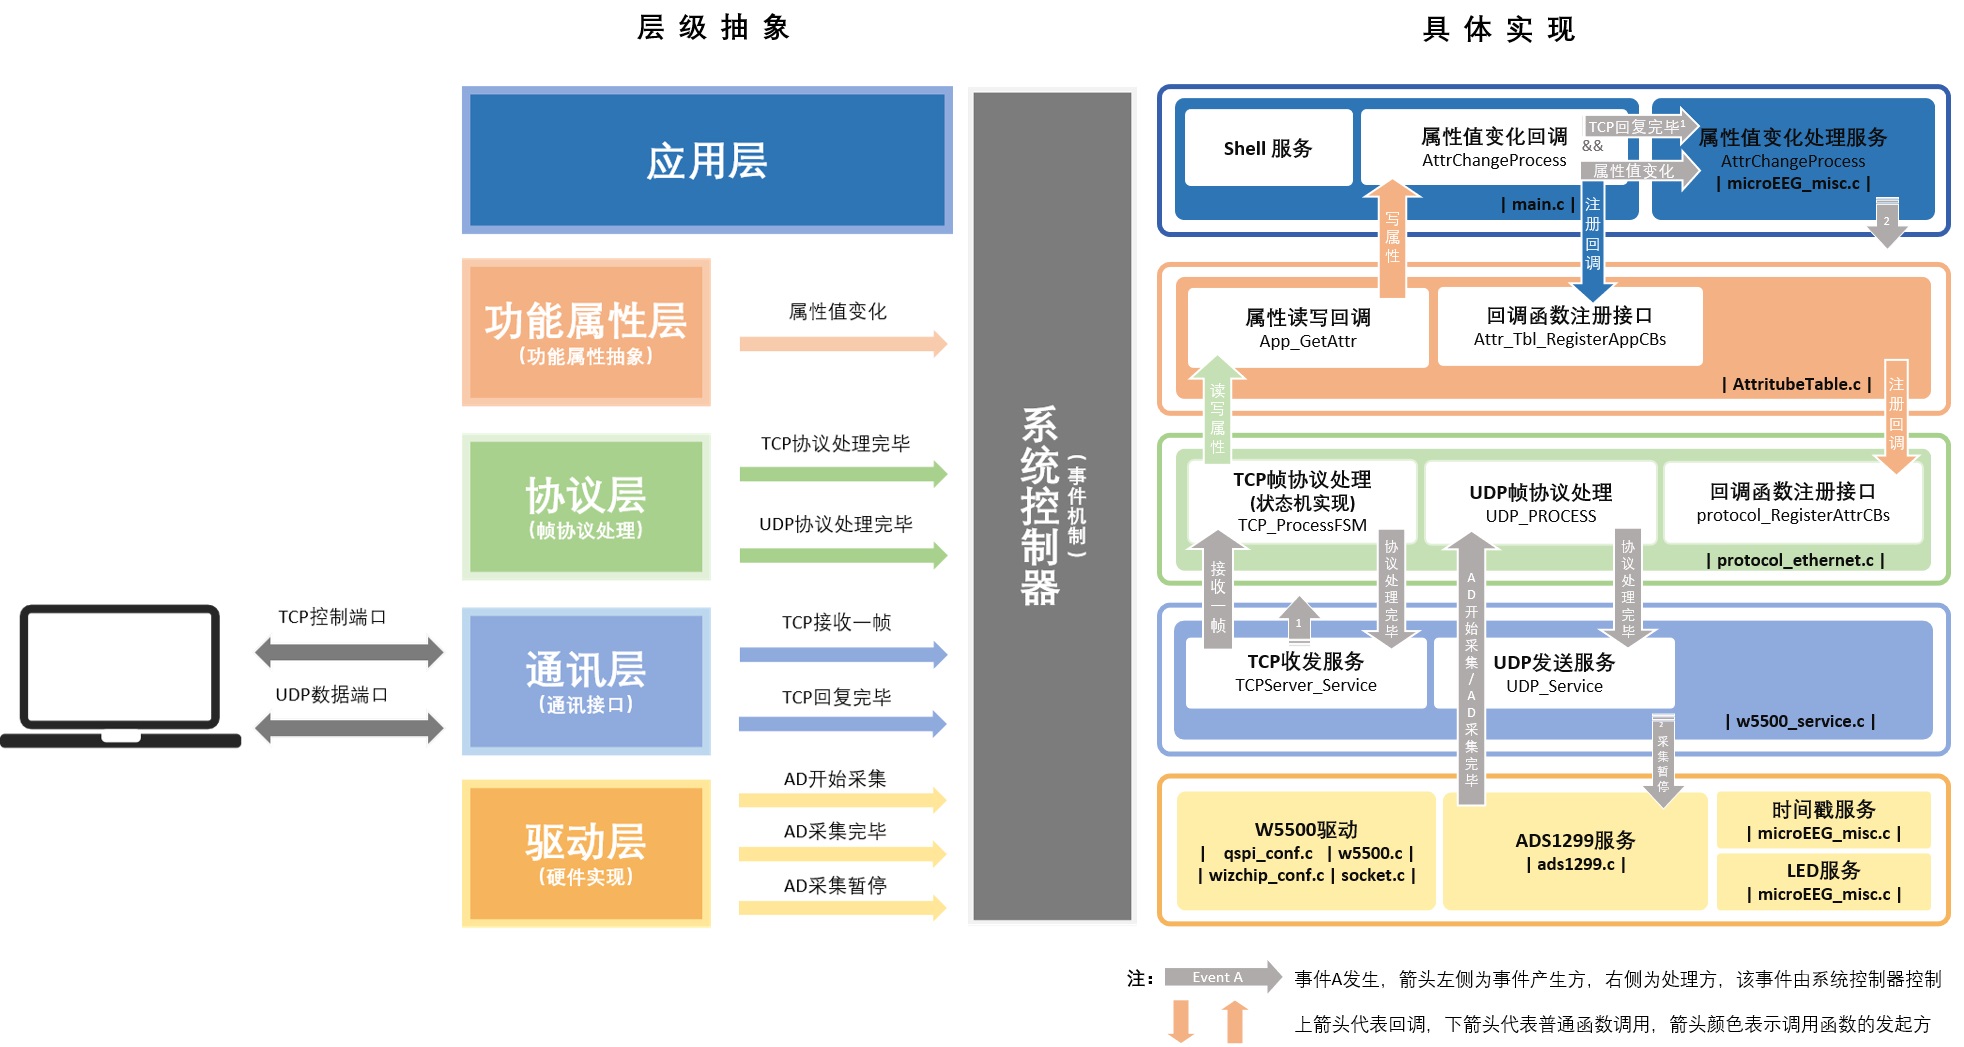 层级抽象
具体实现
应用层
功能属性层
(功能属性抽象)
属性值变化
协议层
(帧协议处理)
TCP协议处理完毕
UDP协议处理完毕
TCP控制端口
UDP数据端口
通讯层
(通讯接口)
TCP接收一帧
TCP回复完毕
驱动层
(硬件实现)
AD开始采集
AD采集完毕
AD采集暂停
系统控制器
(事件机制)
Shell 服务
属性值变化回调
AttrChangeProcess
| main.c |
TCP回复完毕1
&&
属性值变化
属性值变化处理服务
AttrChangeProcess
| microEEG_misc.c |
2
写属性
注册回调
属性读写回调
App_GetAttr
回调函数注册接口
Attr_Tbl_RegisterAppCBs
| AttritubeTable.c |
读写属性
注册回调
TCP帧协议处理
(状态机实现)
TCP_ProcessFSM
UDP帧协议处理
UDP_PROCESS
回调函数注册接口
protocol_RegisterAttrCBs
| protocol_ethernet.c |
接收一帧
1
协议处理完毕
AD开始采集/AD采集完毕
协议处理完毕
TCP收发服务
TCPServer_Service
UDP发送服务
UDP_Service
| w5500_service.c |
采集暂停
W5500驱动
| qspi_conf.c | w5500.c |
| wizchip_conf.c | socket.c |
ADS1299服务
| ads1299.c |
时间戳服务
| microEEG_misc.c |
LED服务
| microEEG_misc.c |
注：
Event A
事件A发生，箭头左侧为事件产生方，右侧为处理方，该事件由系统控制器控制
上箭头代表回调，下箭头代表普通函数调用，箭头颜色表示调用函数的发起方